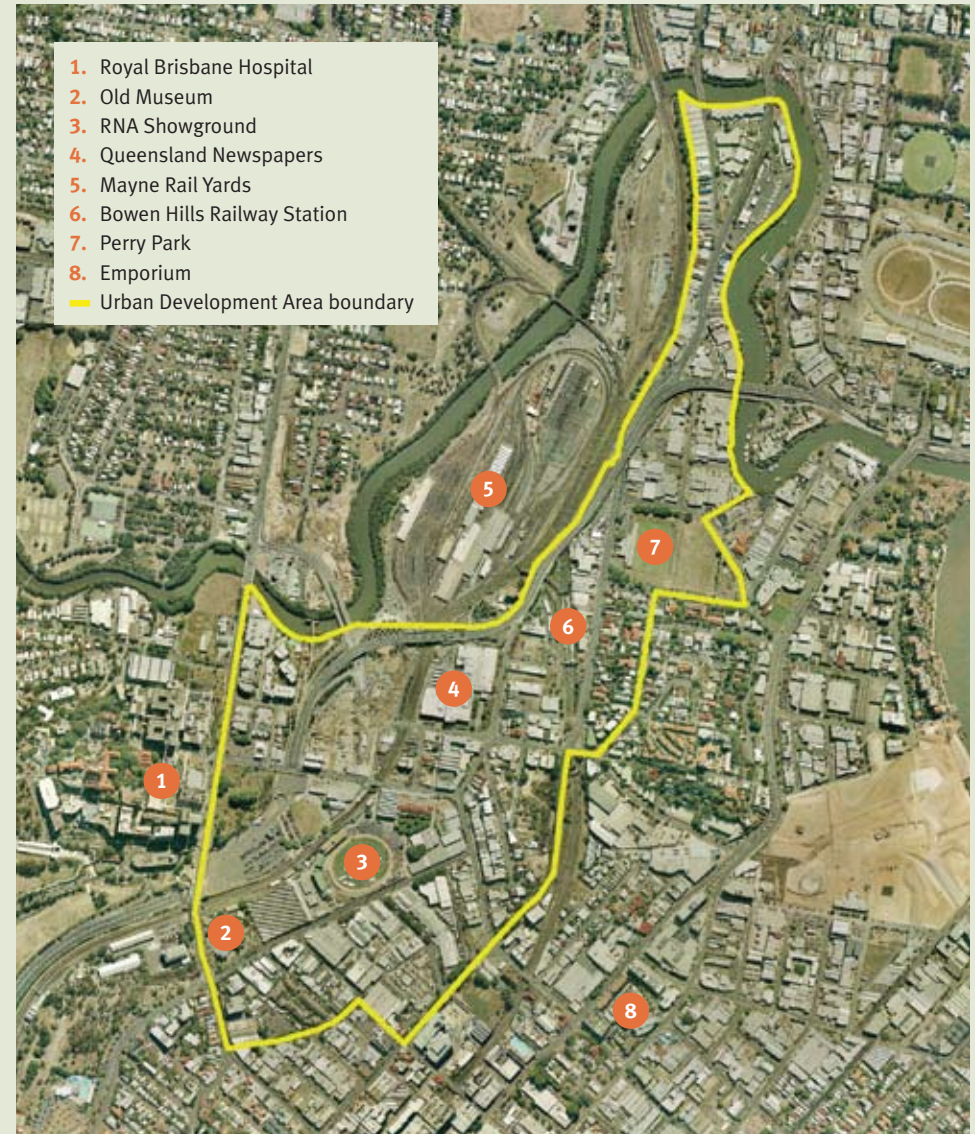 1. Royal Brisbane Hospital
2. Old Museum
3. RNA Showground
4. Queensland Newspapers
5. Mayne Rail Yards
6. Bowen Hills Railway Station
7. Perry Park
8. Emporium
Urban Development Area boundary
5
7
6
4
1
3
2
8